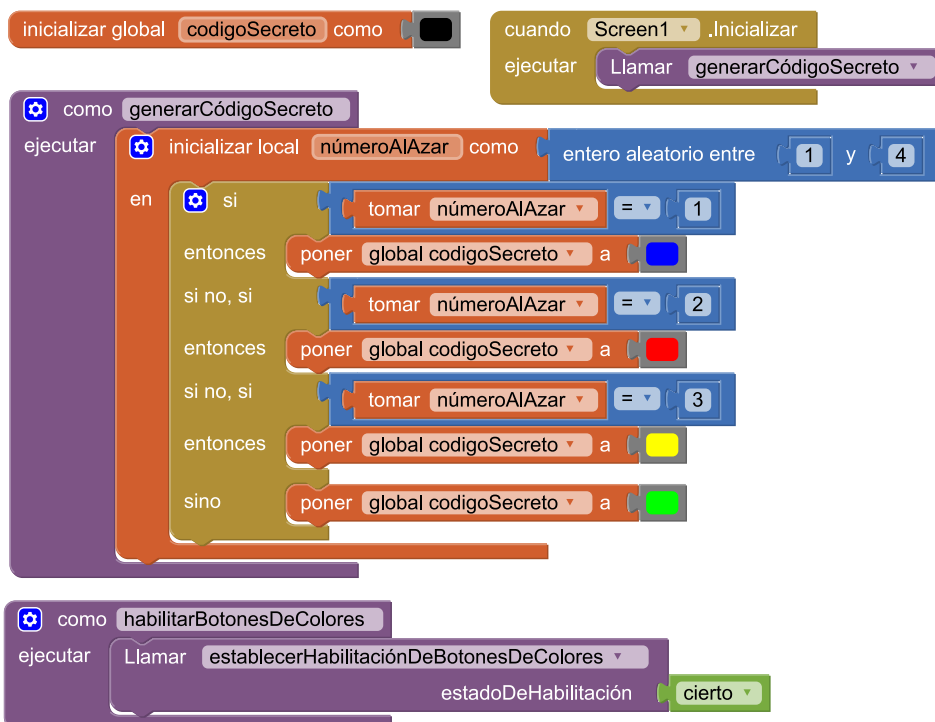 inicializar global codigoSecreto como
cuando Screen1 .Inicializar
ejecutar Llamar generarCódigoSecreto
como generarCódigoSecreto
ejecutar inicializar local númeroAlAzar como entero aleatorio entre 1 y 4
en si tomar númeroAlAzar = 1
entonces poner global codigoSecreto a
si no, si tomar númeroAlAzar = 2
entonces poner global codigoSecreto a
si no, si tomar númeroAlAzar = 3
entonces poner global codigoSecreto a
sino poner global codigoSecreto a
como habilitarBotonesDeColores
ejecutar Llamar establecerHabilitaciónDeBotonesDeColores
estadoDeHabilitación cierto